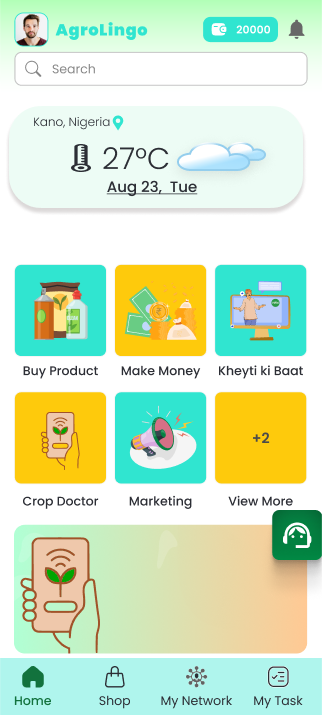 AgroLingo
20000
Search
Kano, Nigeria
27°C
Aug 23, Tue
Buy Product
Make Money
Kheyti ki Baat
Crop Doctor
Marketing
+2
View More
Home
Shop
My Network
My Task